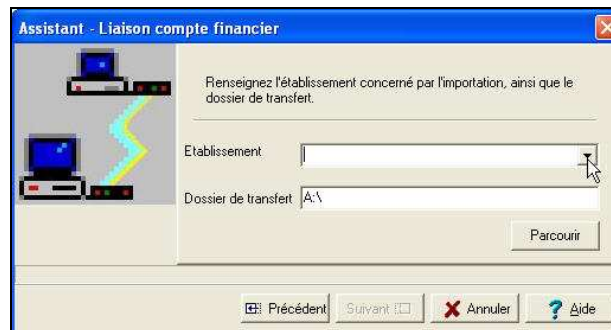 Assistant - Liaison compte financier
Renseignez l'établissement concerné par l'importation, ainsi que le
dossier de transfert.
Etablissement
Dossier de transfert A:\
Parcourir
Précédent Suivant Annuler Aide